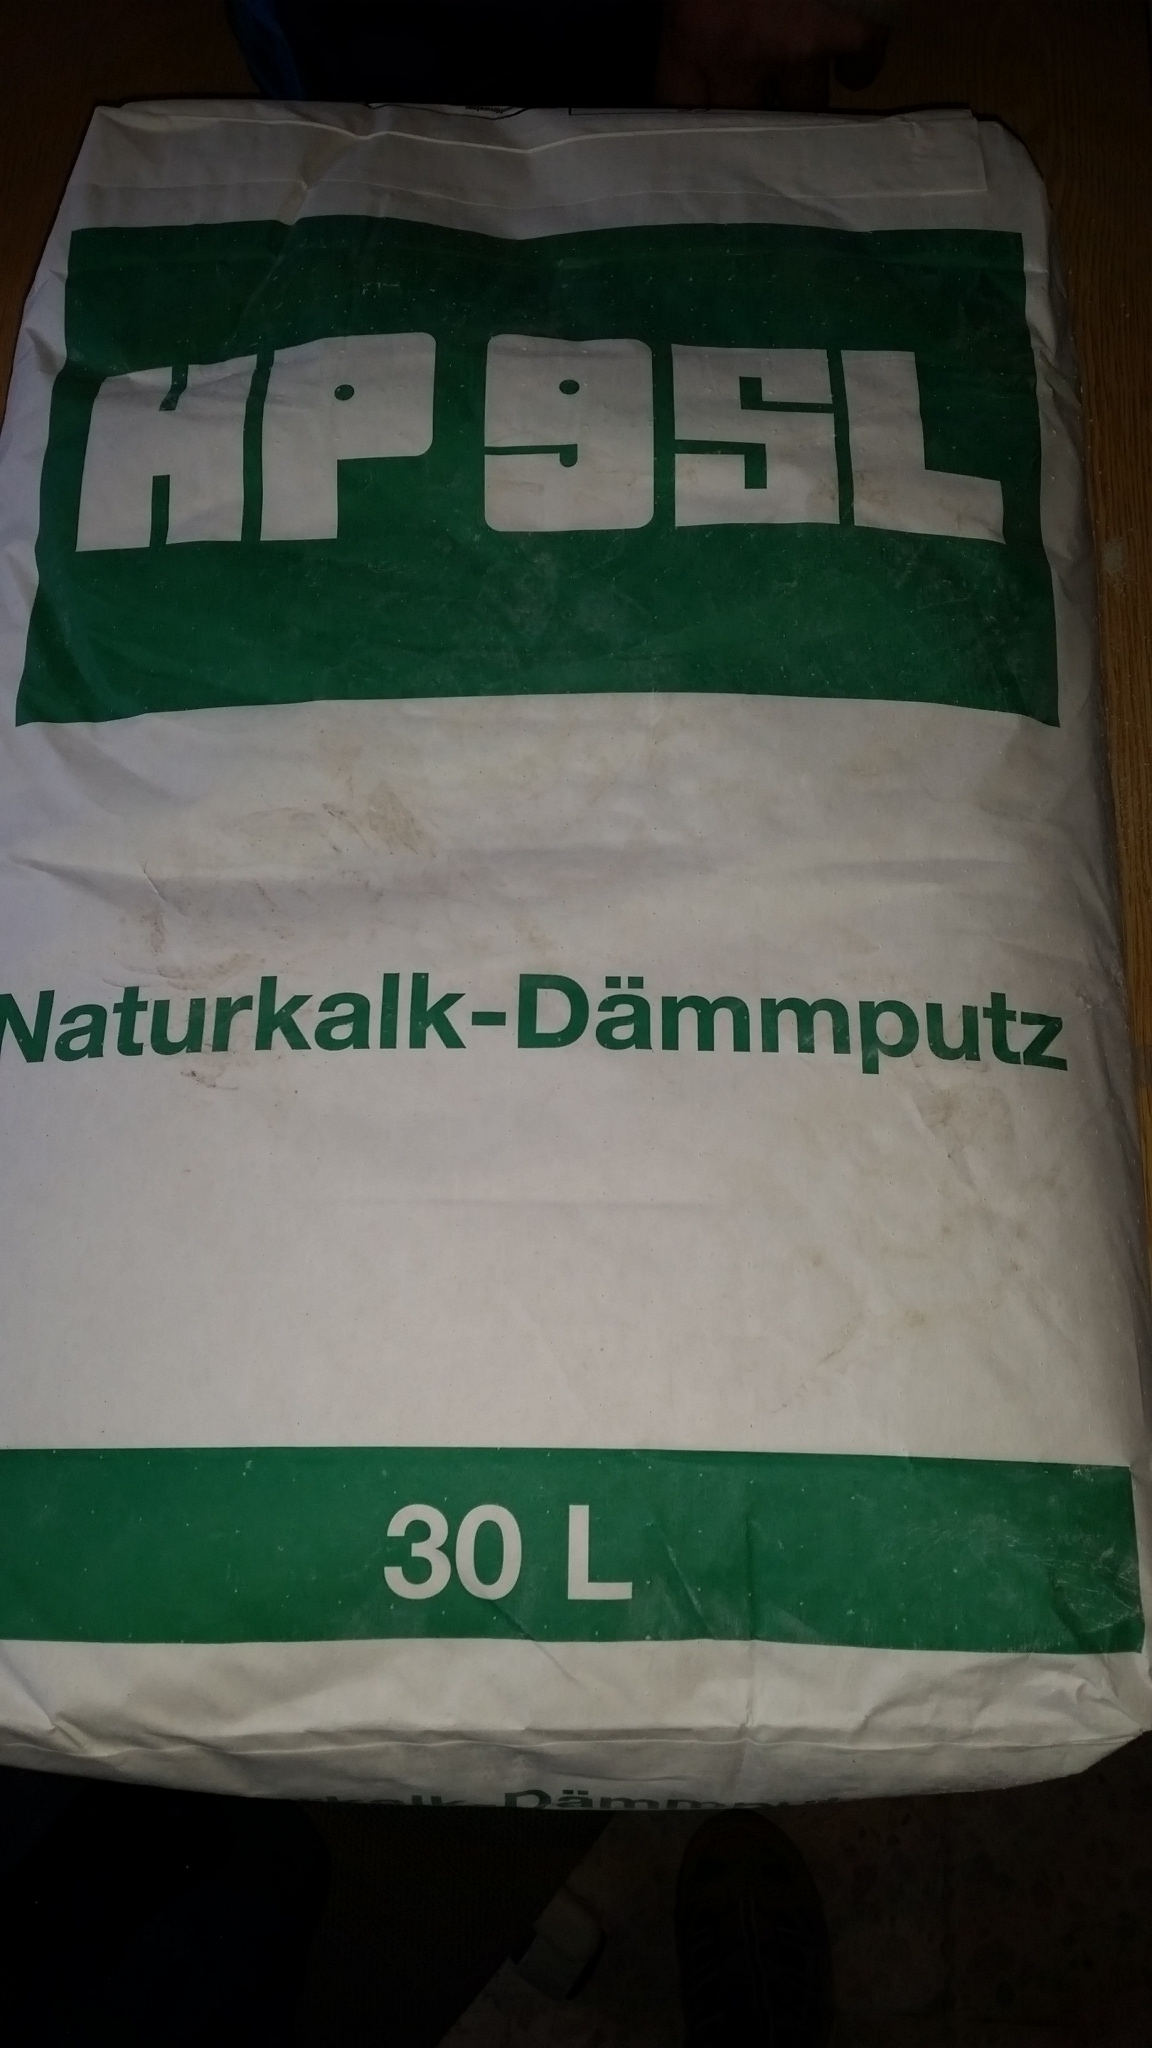 HP 9SL
Naturkalk-Dämmputz
30 L